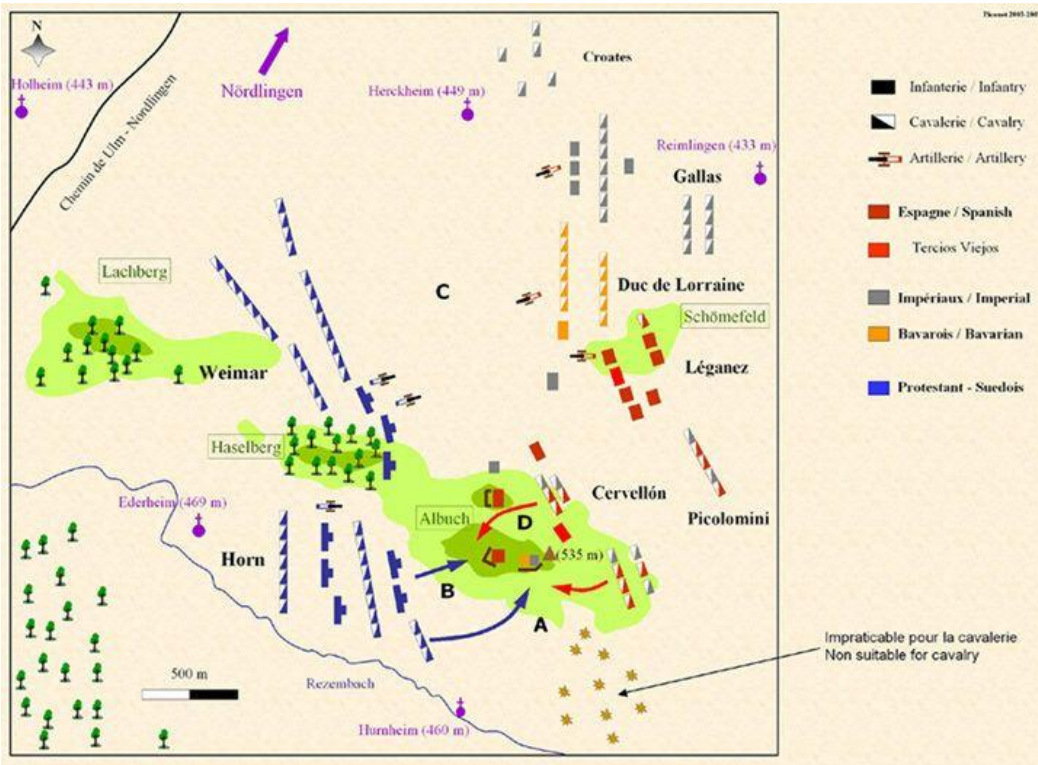 N
Holheim (443 m)
Nördlingen
Chemin de Ulm - Nordlingen
Herckheim (449 m)
Croates
Reimlingen (433 m)
Gallas
Lachberg
C
Duc de Lorraine
Schömefeld
Weimar
Léganez
Haselberg
Cervellón
Picolomini
Ederheim (469 m)
Albuch
D
Horn
(535 m)
B
A
500 m
Rezembach
Hurnheim (460 m)
Infanterie / Infantry
Cavalerie / Cavalry
Artillerie / Artillery
Espagne / Spanish
Tercios Viejos
Impériaux / Imperial
Bavarois / Bavarian
Protestant - Suedois
Impraticable pour la cavalerie
Non suitable for cavalry